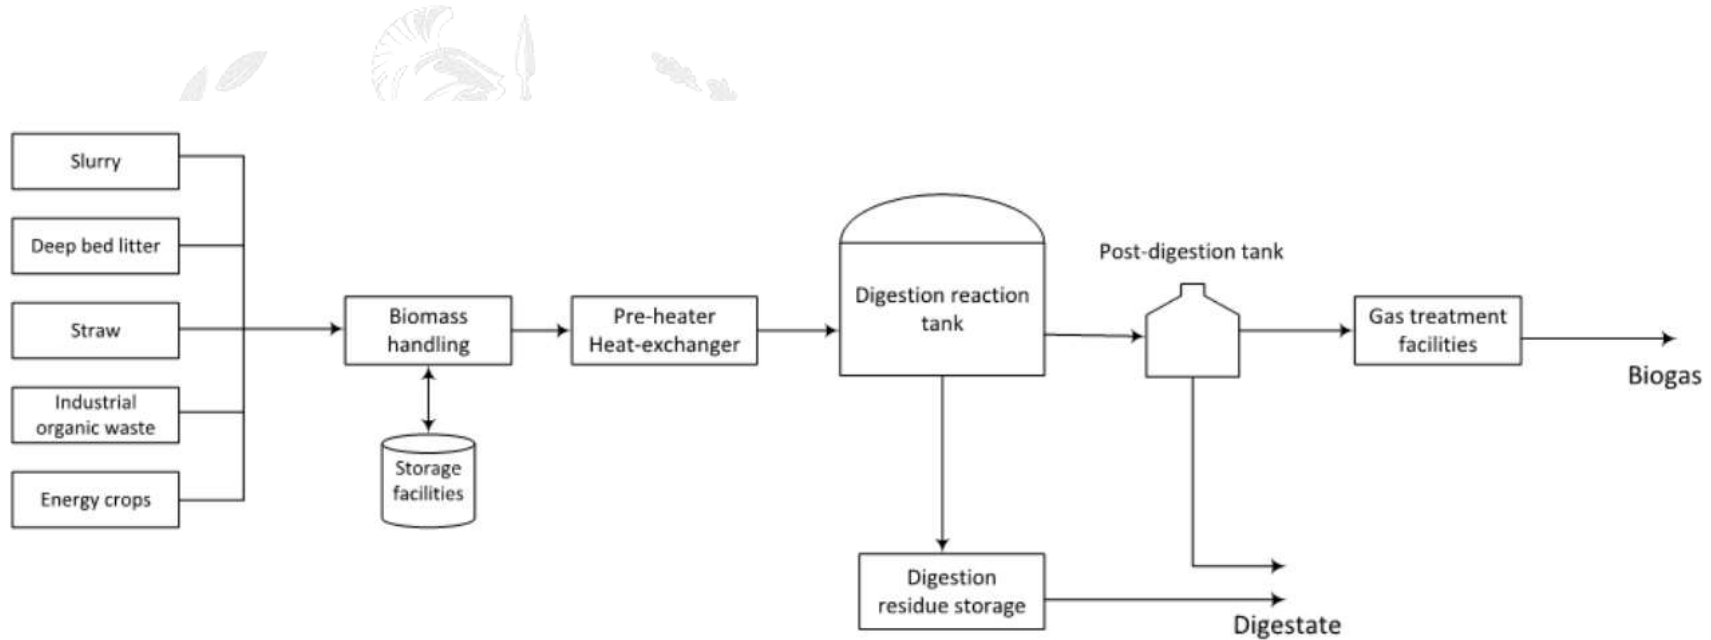 Slurry
Deep bed litter
Straw
Industrial
organic waste
Energy crops
Biomass
handling
Storage
facilities
Pre-heater
Heat-exchanger
Digestion reaction
tank
Post-digestion tank
Gas treatment
facilities
Biogas
Digestion
residue storage
Digestate